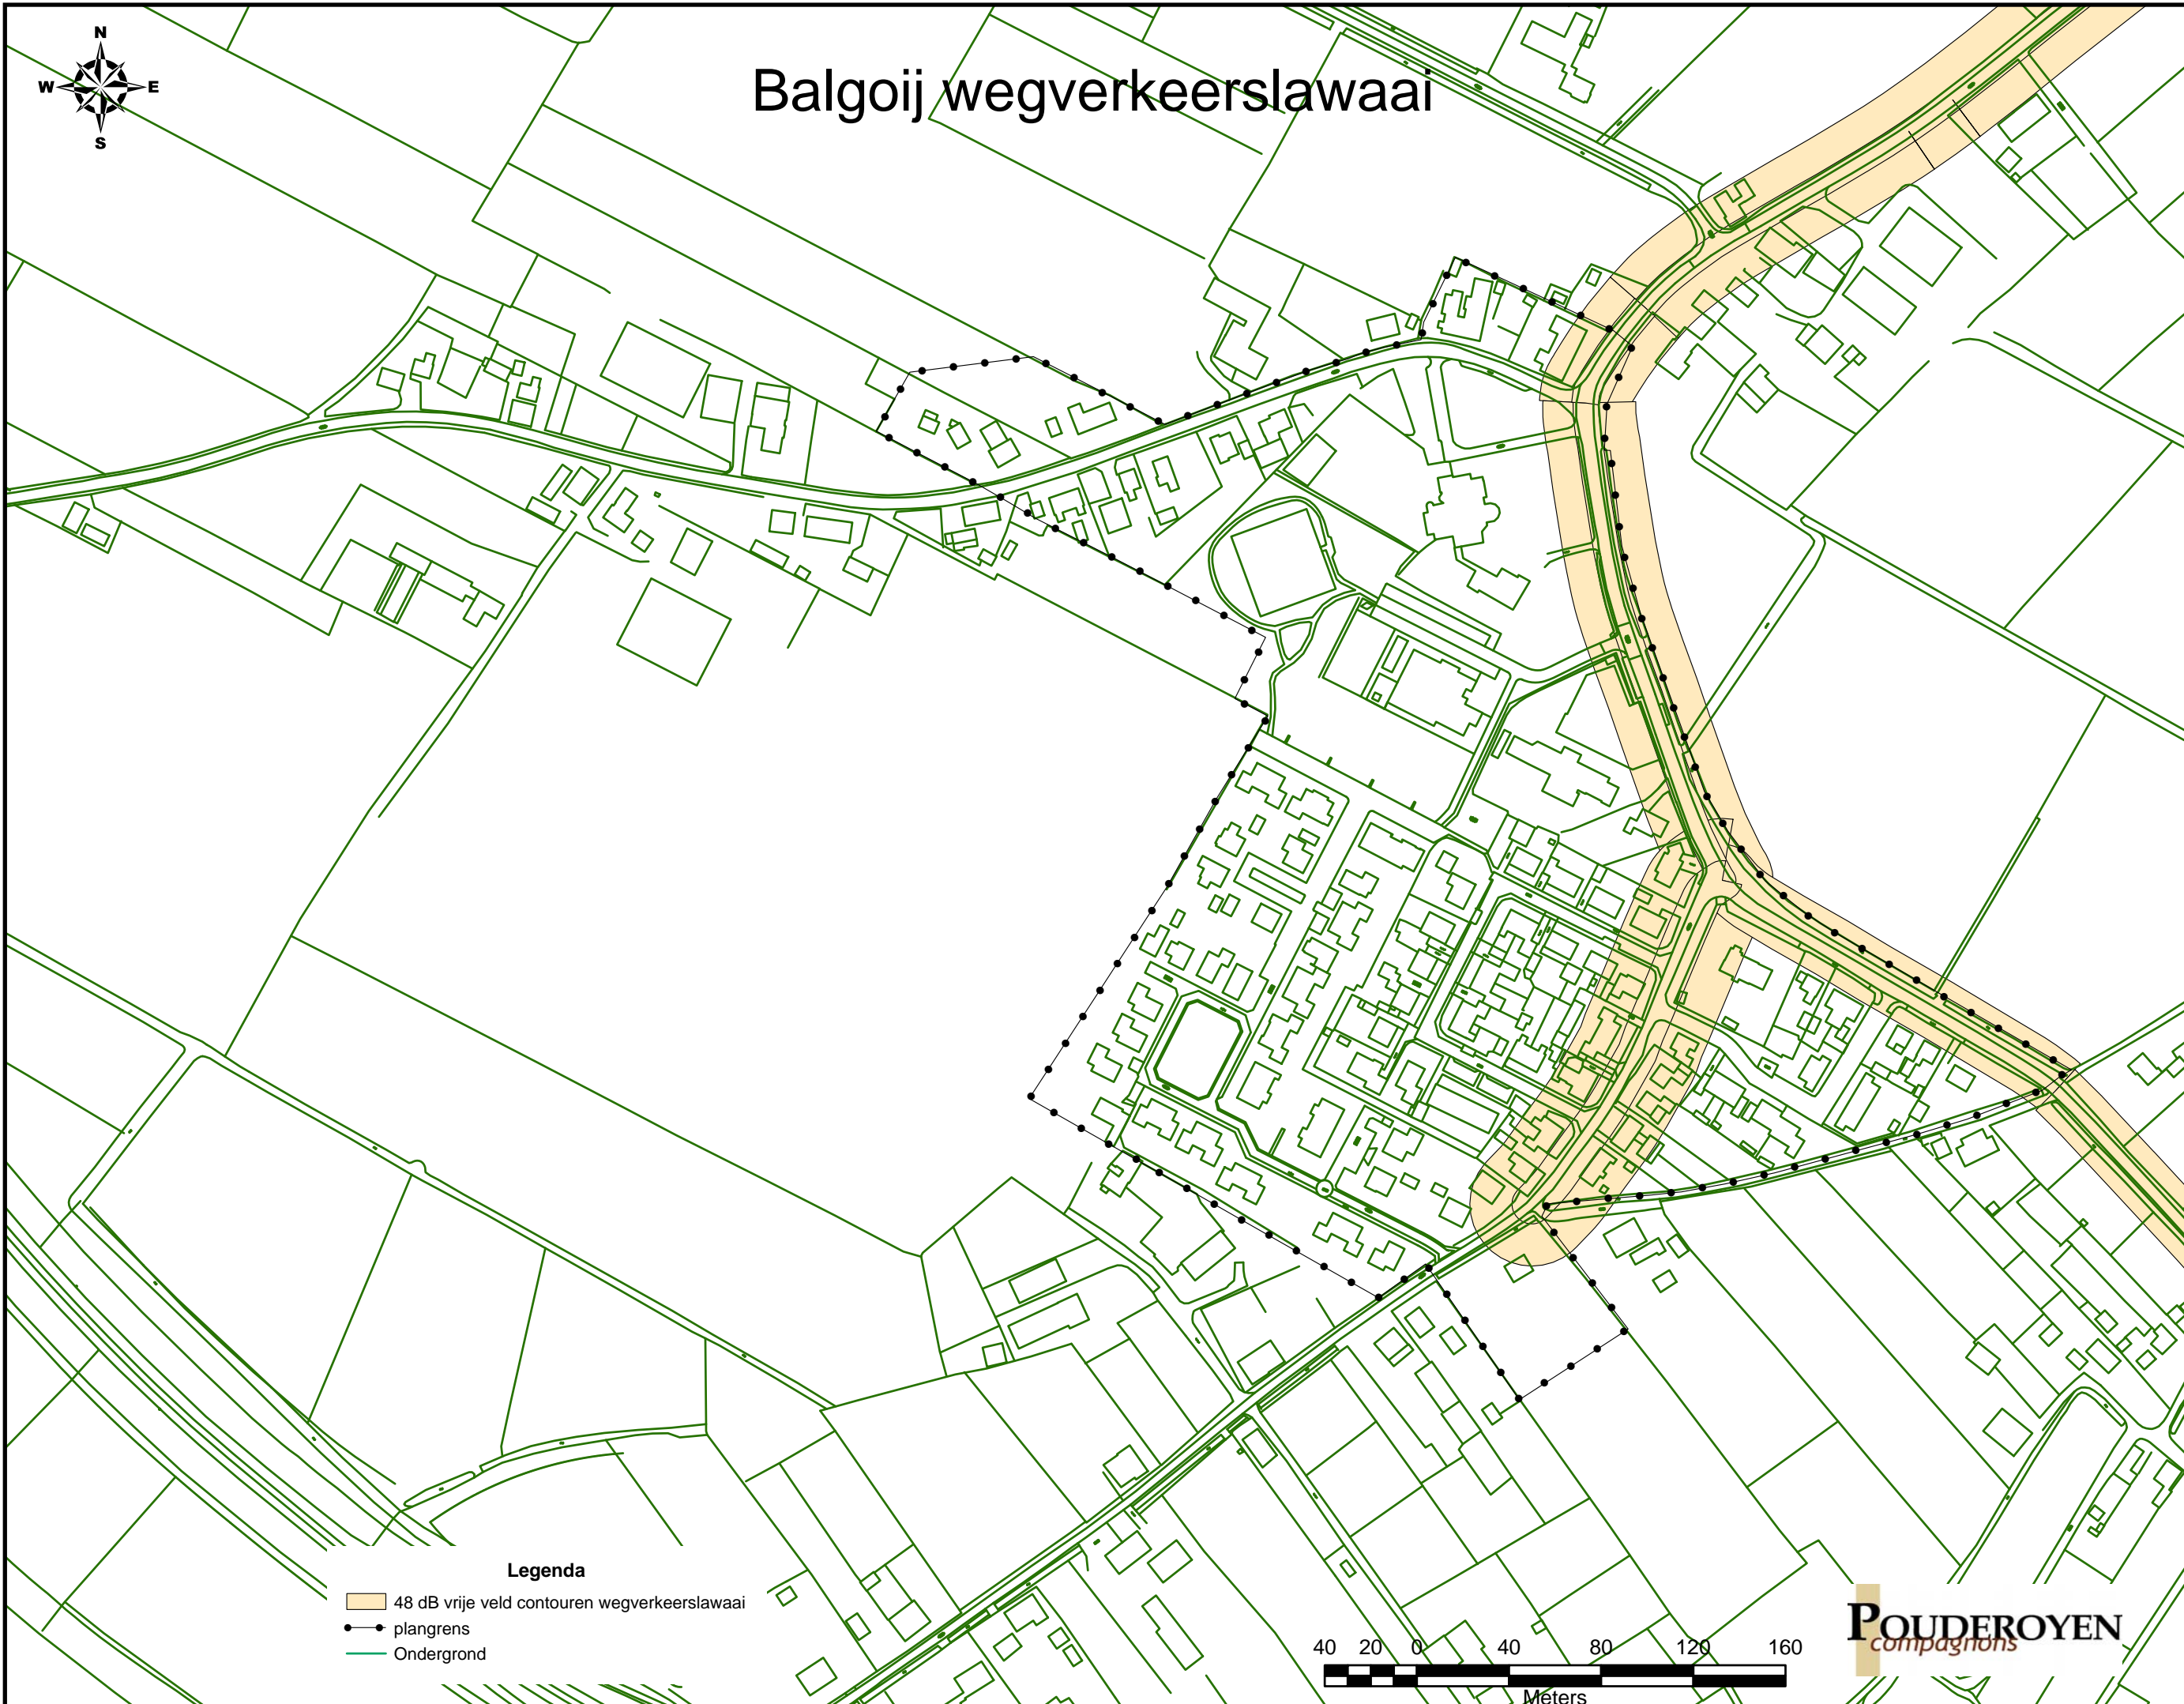 N
W E
S
Balgoij wegverkeerslawaai
Legenda
48 dB vrije veld contouren wegverkeerslawaai
plangrens
Ondergrond
40 20 0 40 80 120 160
Meters
POUDEROYEN
compagnons